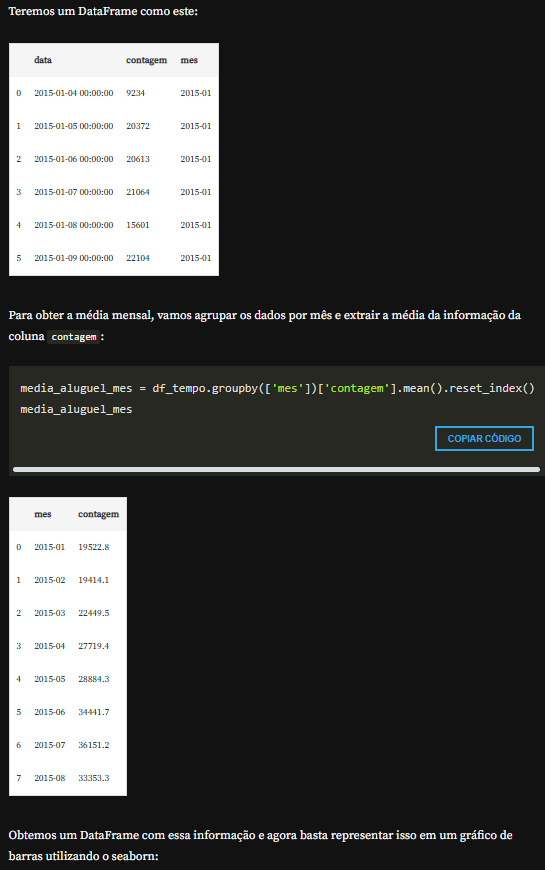 Teremos um DataFrame como este:
data contagem mes
0 2015-01-04 00:00:00 9234 2015-01
1 2015-01-05 00:00:00 20372 2015-01
2 2015-01-06 00:00:00 20613 2015-01
3 2015-01-07 00:00:00 21064 2015-01
4 2015-01-08 00:00:00 15601 2015-01
5 2015-01-09 00:00:00 22104 2015-01
Para obter a média mensal, vamos agrupar os dados por mês e extrair a média da informação da
coluna contagem:
media_aluguel_mes = df_tempo.groupby(['mes'])['contagem'].mean().reset_index()
media_aluguel_mes
COPIAR CÓDIGO
mes contagem
0 2015-01 19522.8
1 2015-02 19414.1
2 2015-03 22449.5
3 2015-04 27719.4
4 2015-05 28884.3
5 2015-06 34441.7
6 2015-07 36151.2
7 2015-08 33353.3
Obtemos um DataFrame com essa informação e agora basta representar isso em um gráfico de
barras utilizando o seaborn: